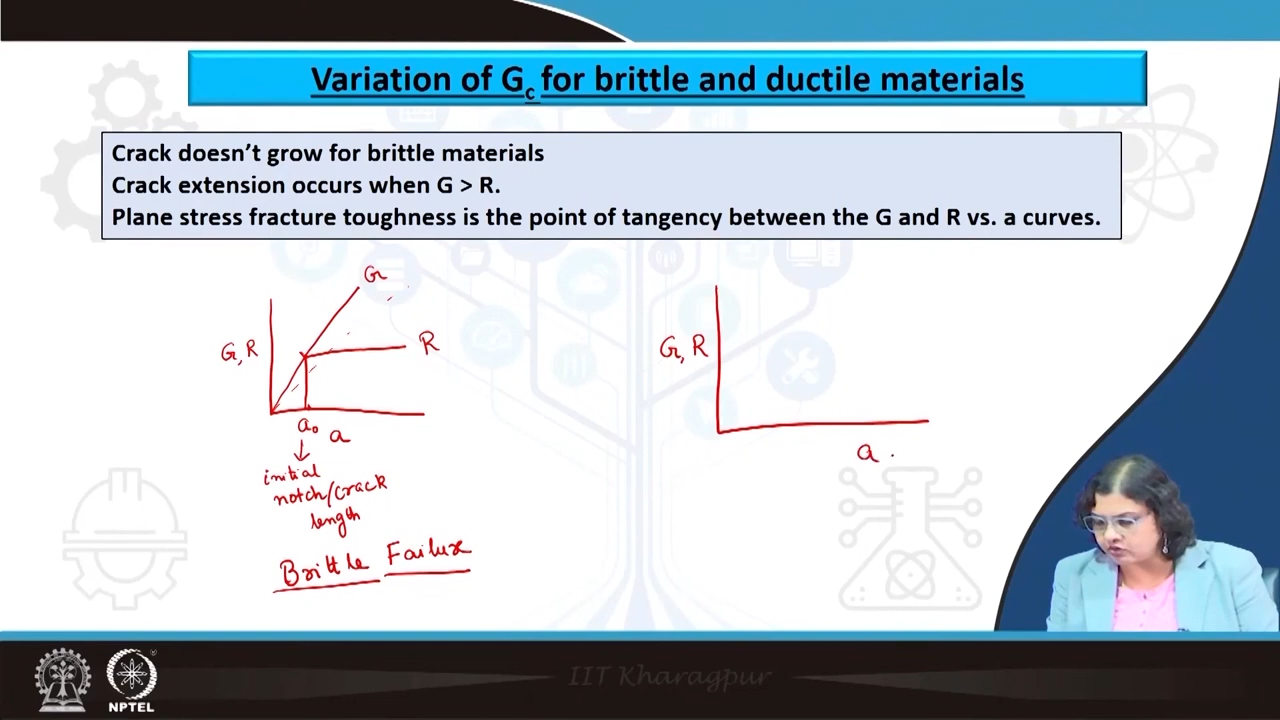 Variation of Gc for brittle and ductile materials
Crack doesn’t grow for brittle materials
Crack extension occurs when G > R.
Plane stress fracture toughness is the point of tangency between the G and R vs. a curves.
G
G, R
R
a₀
a
initial
notch/crack
length
Brittle Failure
G, R
a.
NPTEL
IIT Kharagpur